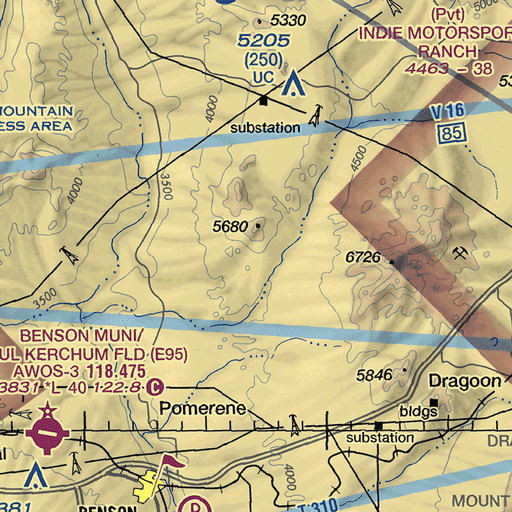 5330
(Pvt)
INDIE MOTORSPOR
RANCH
4463 - 38
5205
(250)
UC
5000
53
4000
MOUNTAIN
ESS AREA
substation
V 16
85
4500
4000
3500
5680
6726
3500
BENSON MUNI/
UL KERCHUM FLD (E95)
AWOS-3 118.475
3831 *L 40 122.8 C
5846
Dragoon
Pomerene
bldgs
substation
DRA
4000
381
BENSON
R
T 310
MOUNT